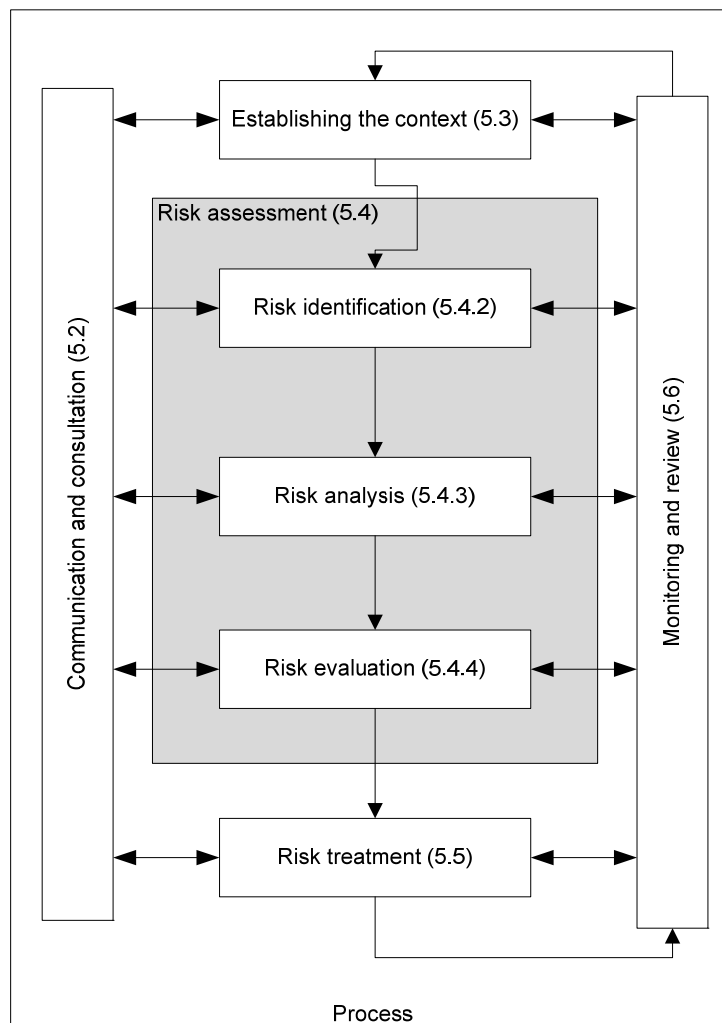 Establishing the context (5.3)
Risk assessment (5.4)
Risk identification (5.4.2)
Communication and consultation (5.2)
Monitoring and review (5.6)
Risk analysis (5.4.3)
Risk evaluation (5.4.4)
Risk treatment (5.5)
Process